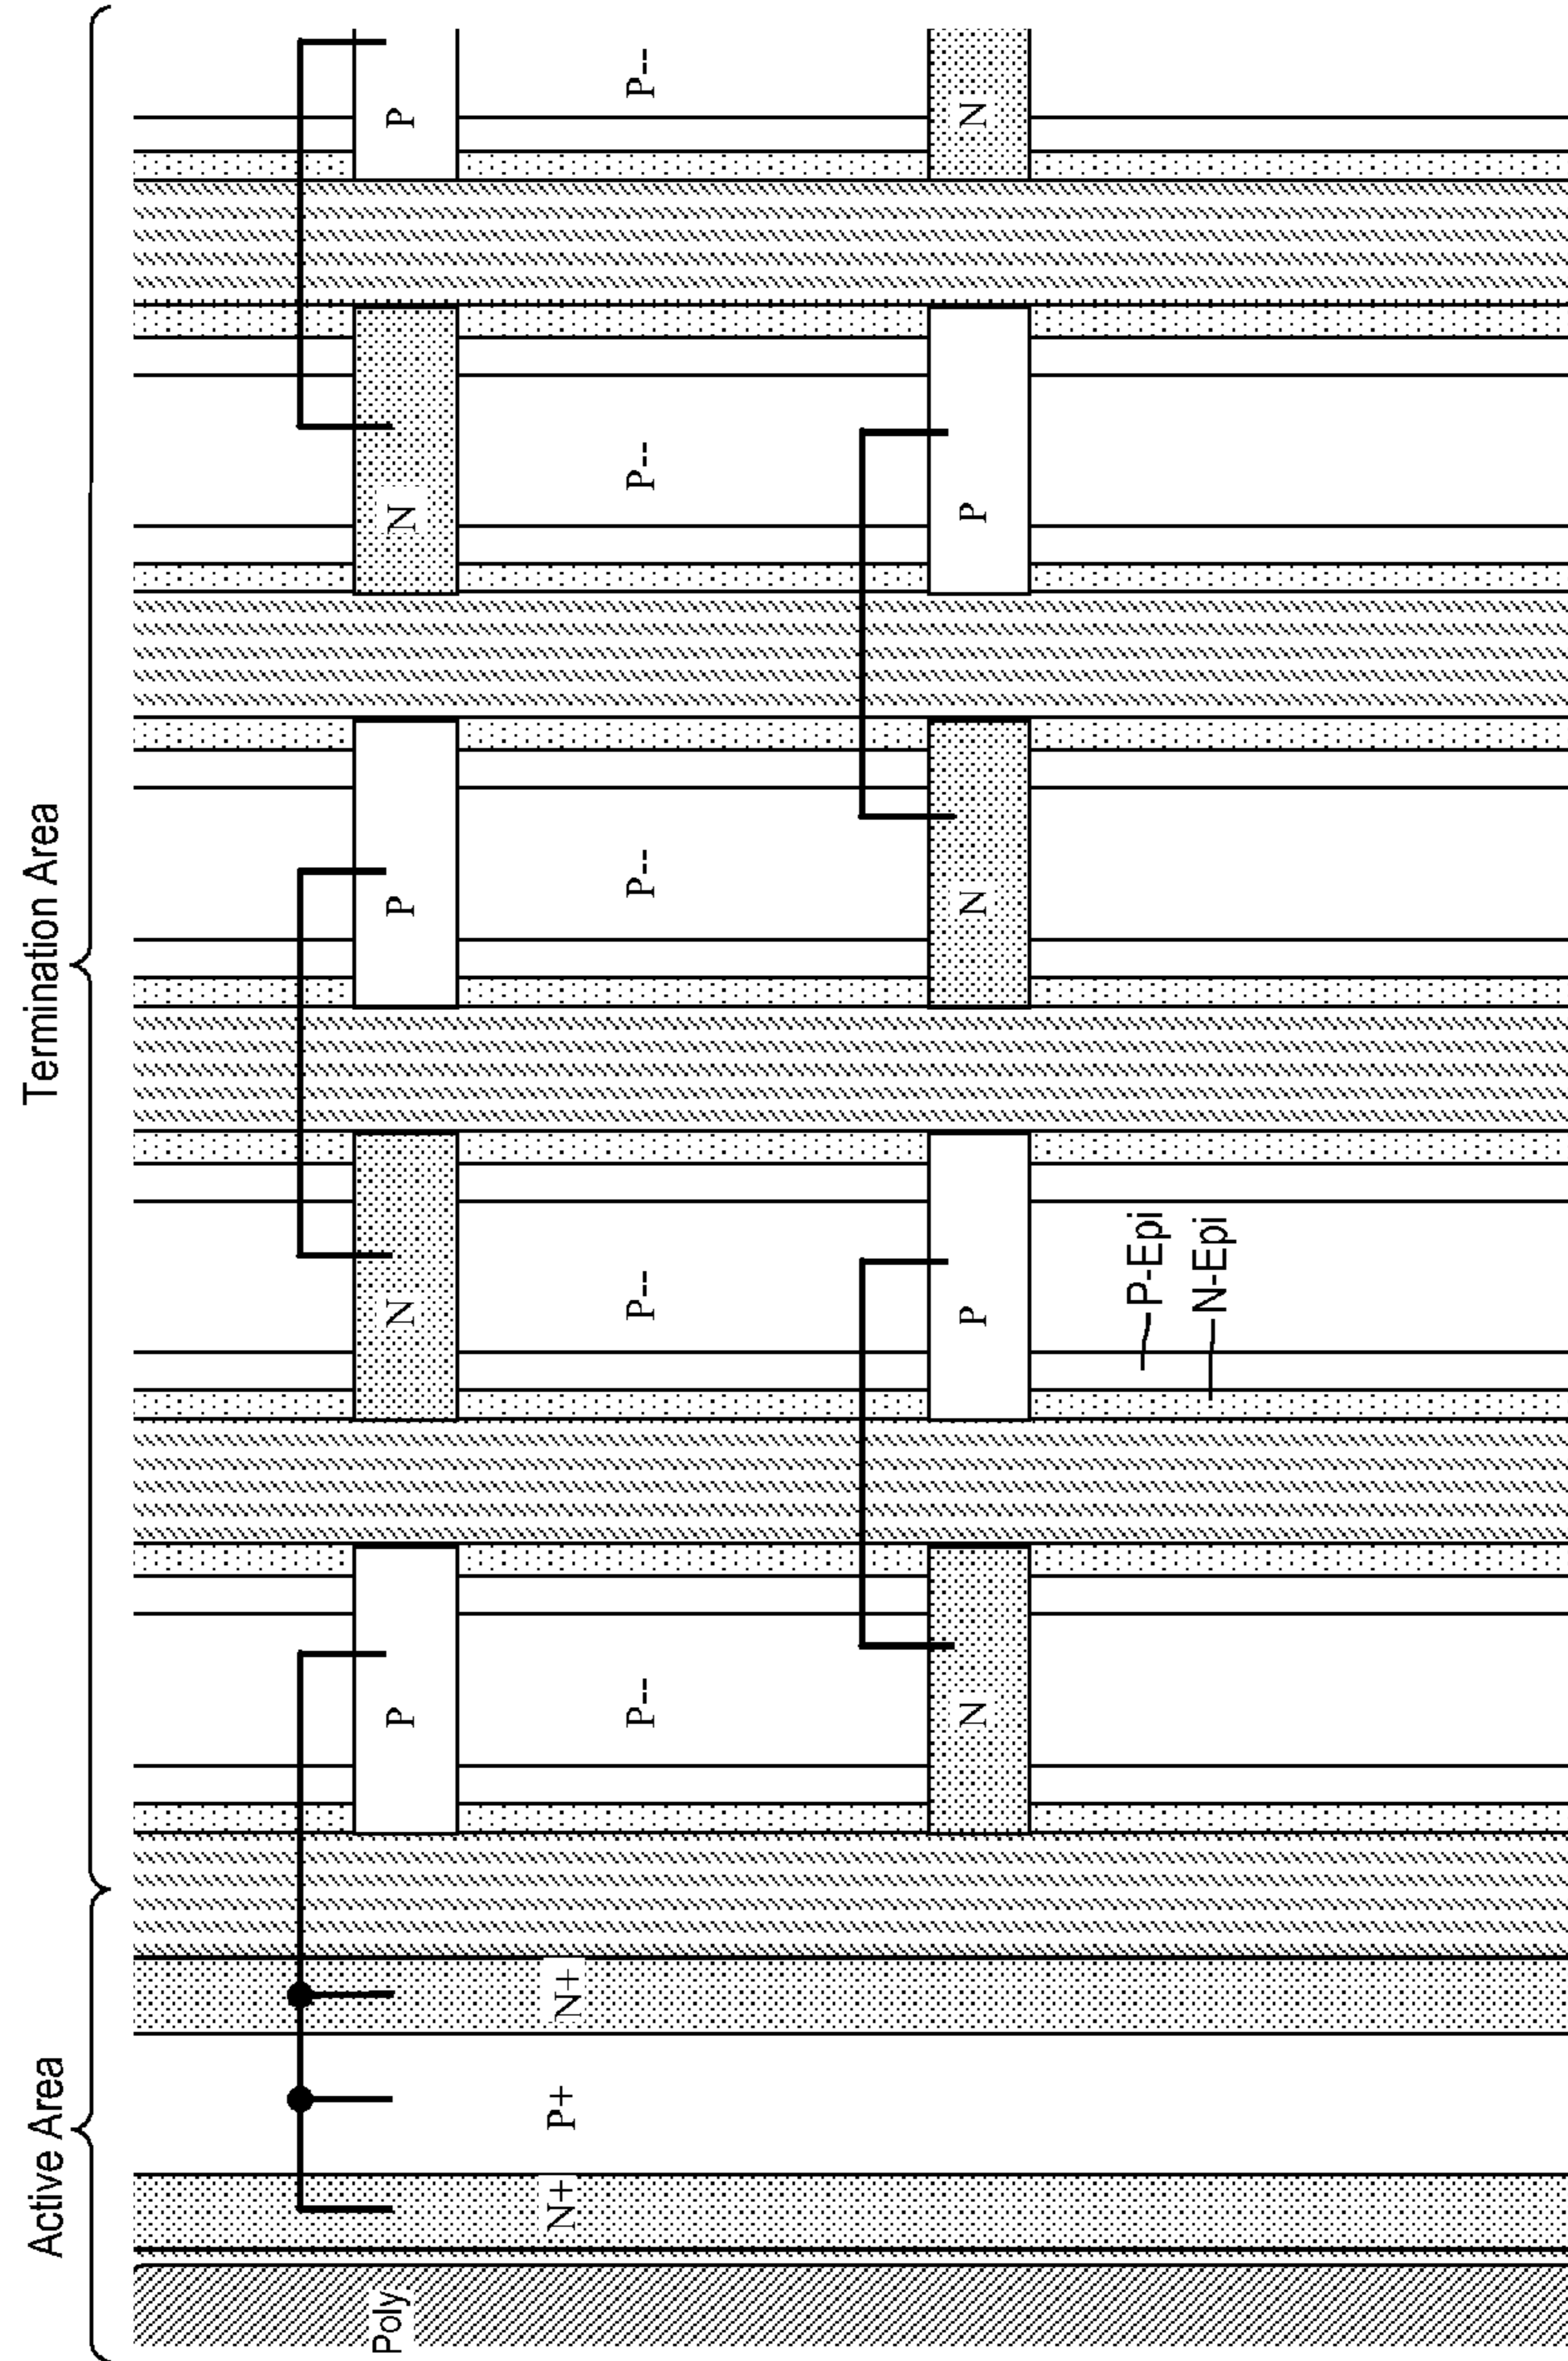 Active Area
Termination Area
P
N
P
N
P
N+
P+
N+
P--
P--
P--
P--
P--
N
P
N
P
N
P-Epi
N-Epi
Poly